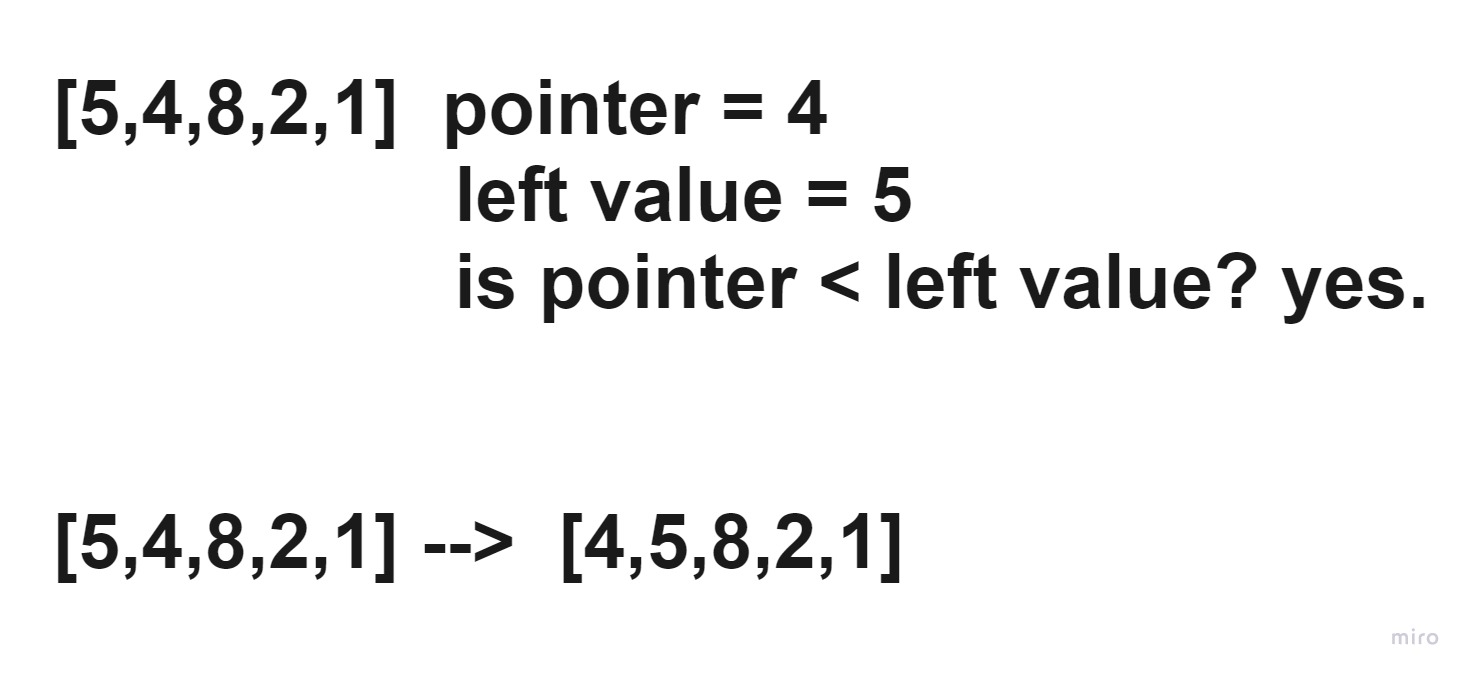 [5,4,8,2,1] pointer = 4
left value = 5
is pointer < left value? yes.
[5,4,8,2,1] --> [4,5,8,2,1]
miro